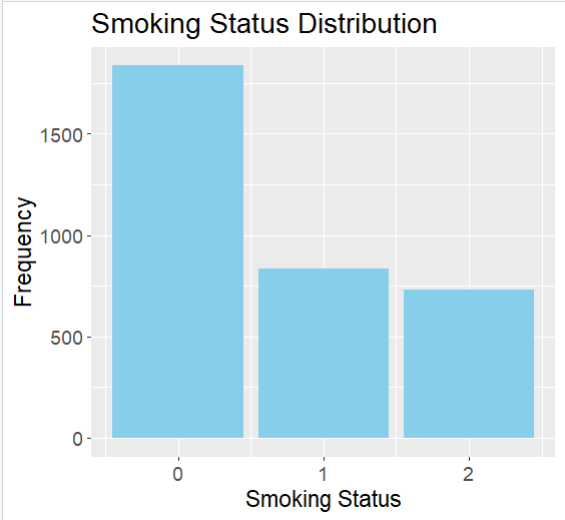 Smoking Status Distribution
1500
1000
500
0
Frequency
0 1 2
Smoking Status